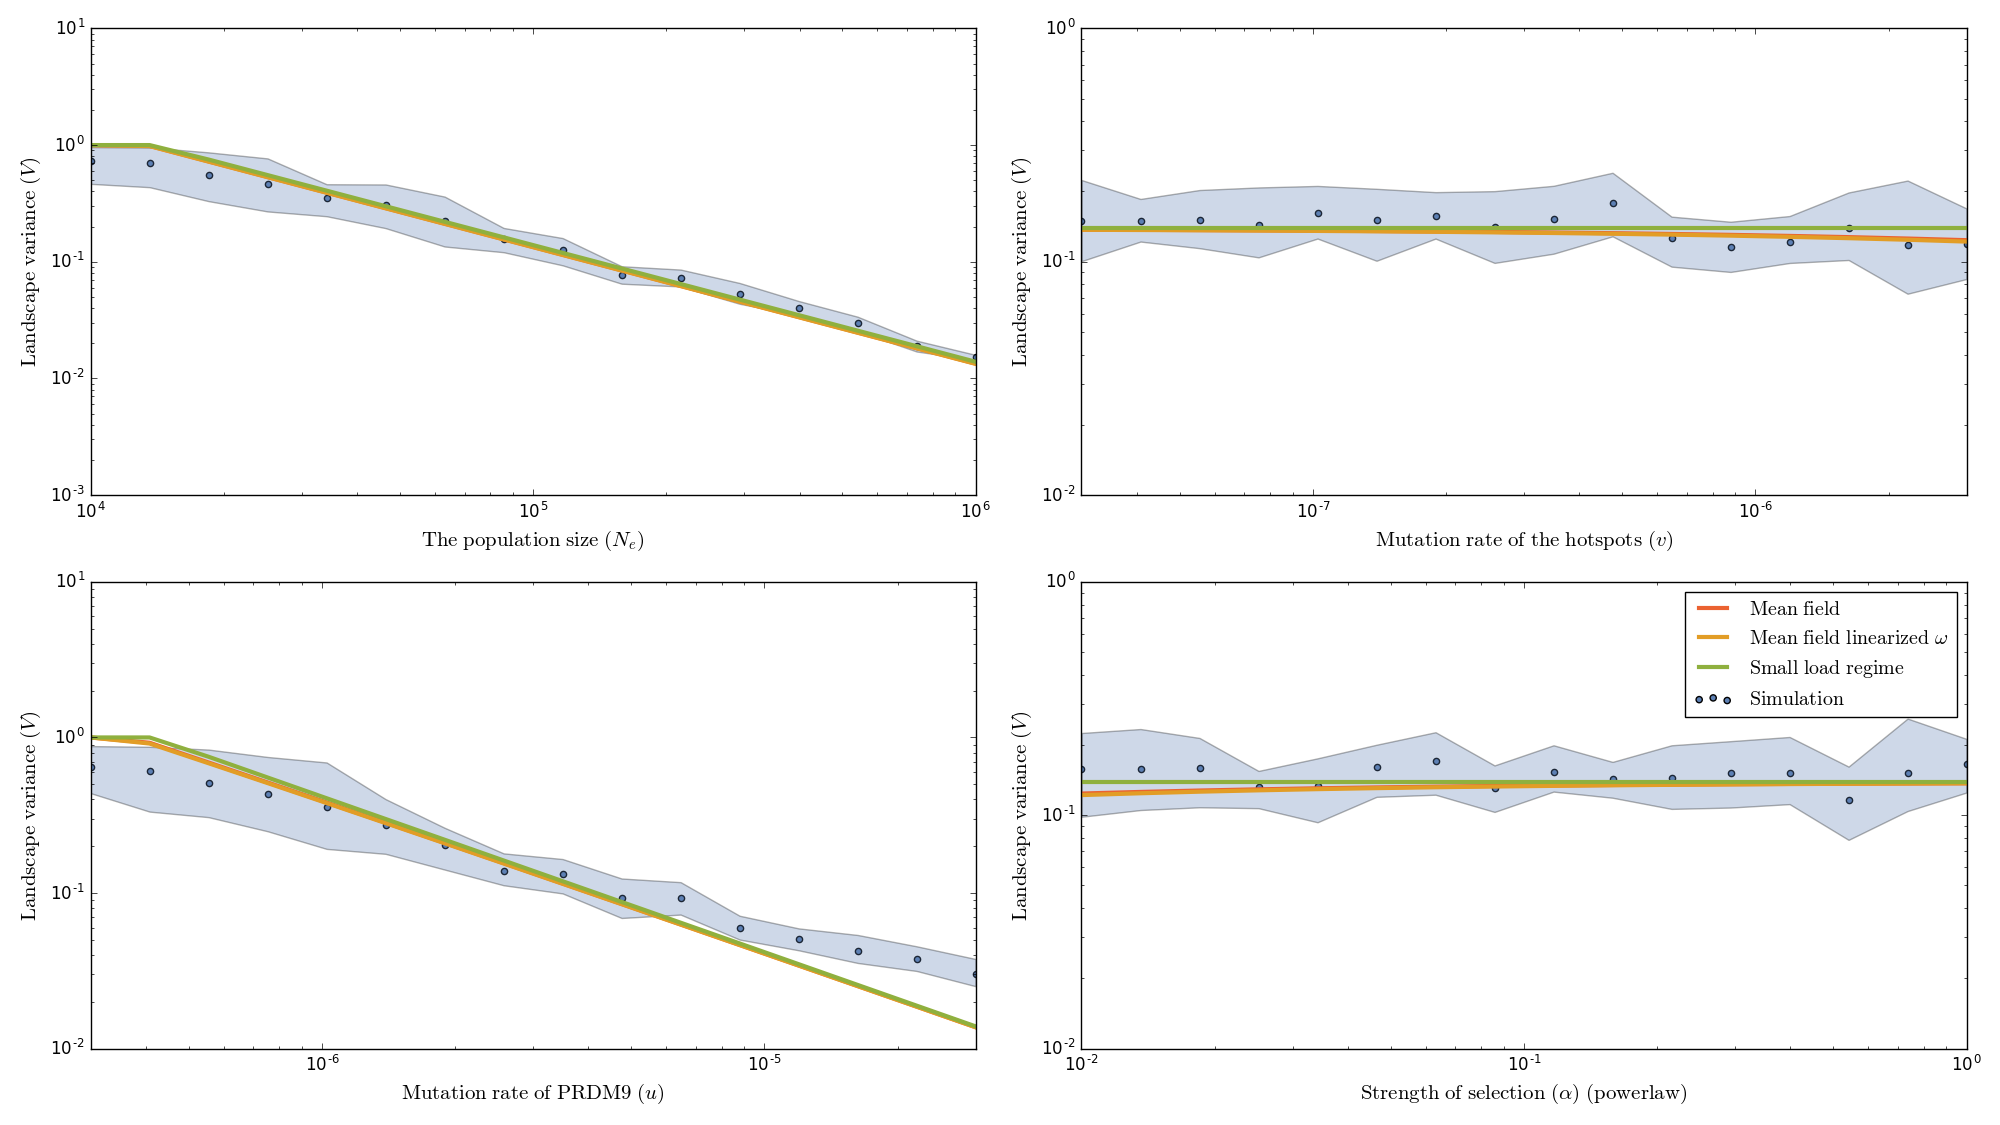 10^1
10^0
10^-1
10^-2
10^-3
Landscape variance (V)
10^4
10^5
10^6
The population size (N_e)
10^0
10^-1
10^-2
Landscape variance (V)
10^-7
10^-6
Mutation rate of the hotspots (v)
10^1
10^0
10^-1
10^-2
Landscape variance (V)
10^-6
10^-5
Mutation rate of PRDM9 (u)
10^0
10^-1
10^-2
Landscape variance (V)
Mean field
Mean field linearized ω
Small load regime
Simulation
10^-2
10^-1
10^0
Strength of selection (α) (powerlaw)